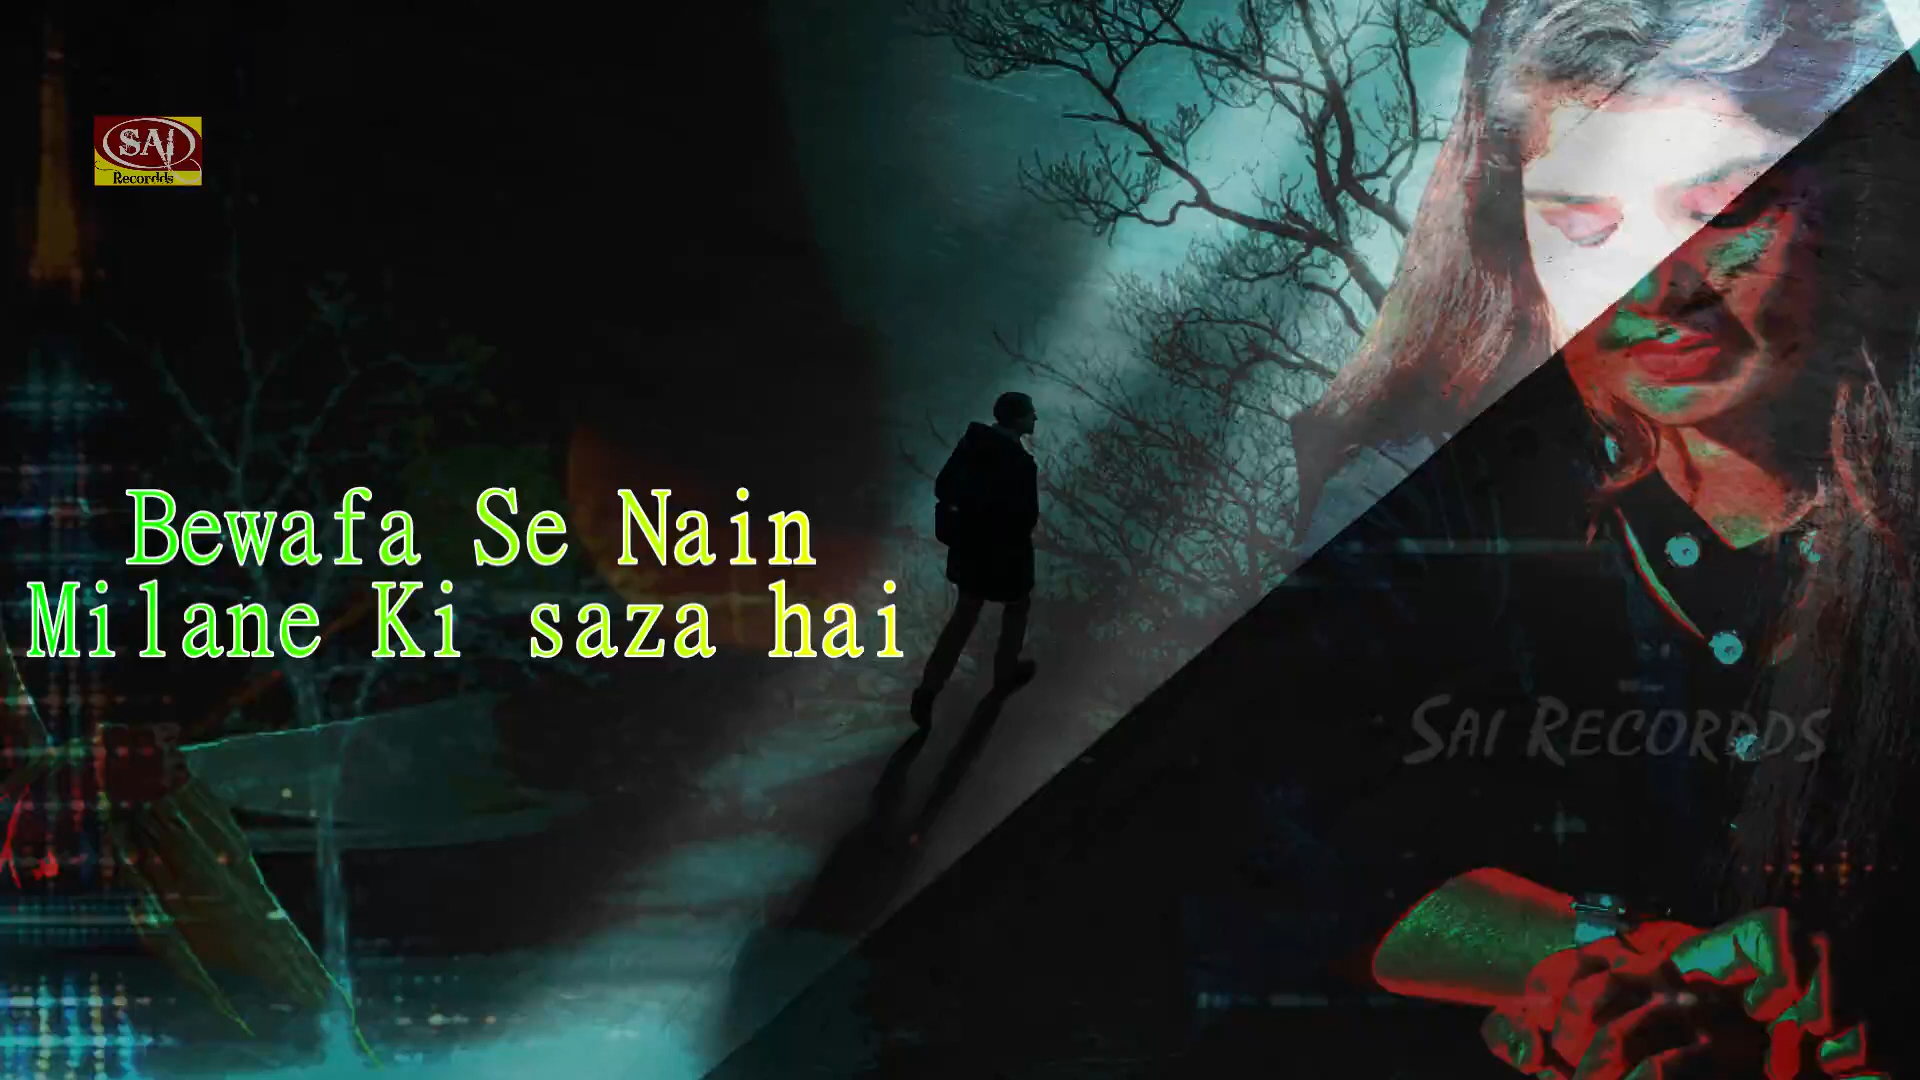 SAI
Recordds
Bewafa Se Nain
Milane Ki saza hai
SAI RECORDDS